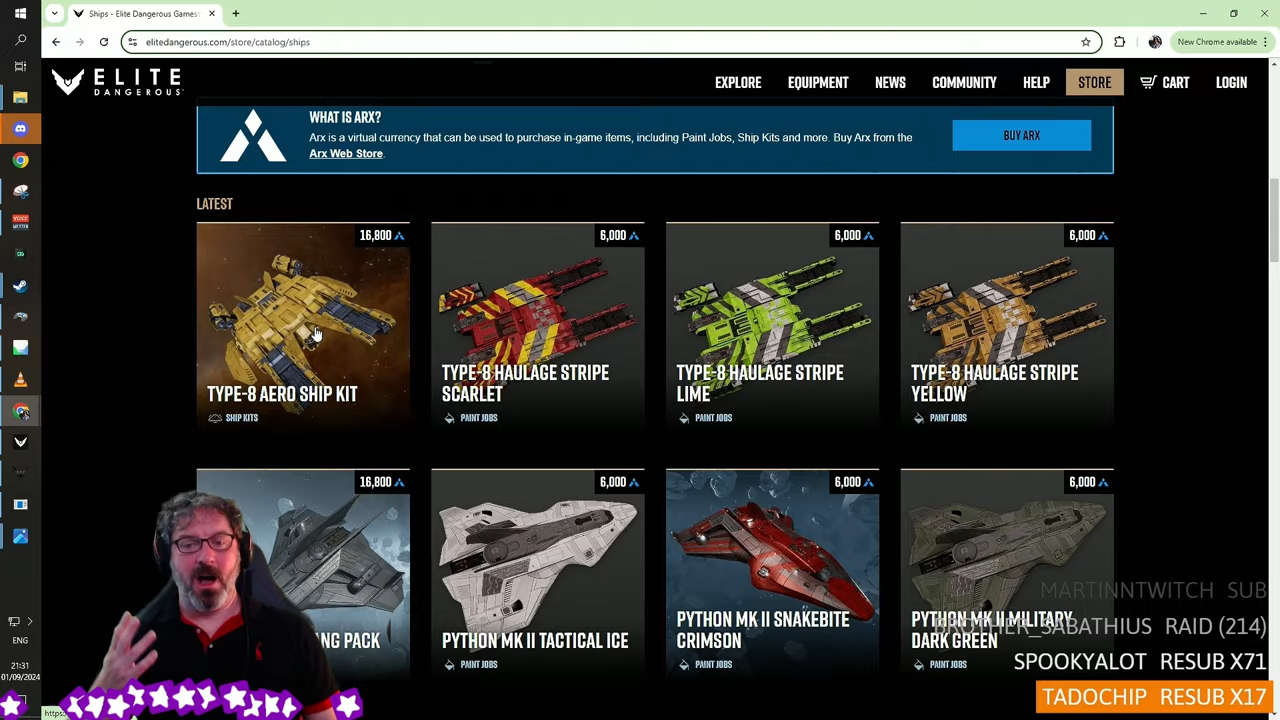 Ships - Elite Dangerous Games
elitedangerous.com/store/catalog/ships
New Chrome available
ELITE
DANGEROUS
EXPLORE
EQUIPMENT
NEWS
COMMUNITY
HELP
STORE
CART
LOGIN
WHAT IS ARX?
Arx is a virtual currency that can be used to purchase in-game items, including Paint Jobs, Ship Kits and more. Buy Arx from the
Arx Web Store.
BUY ARX
LATEST
16,800
TYPE-8 AERO SHIP KIT
SHIP KITS
6,000
TYPE-8 HAULAGE STRIPE
SCARLET
PAINT JOBS
6,000
TYPE-8 HAULAGE STRIPE
LIME
PAINT JOBS
6,000
TYPE-8 HAULAGE STRIPE
YELLOW
PAINT JOBS
16,800
PACK
6,000
PYTHON MK II TACTICAL ICE
PAINT JOBS
6,000
PYTHON MK II SNAKEBITE
CRIMSON
PAINT JOBS
6,000
PYTHON MK II MILITARY
DARK GREEN
PAINT JOBS
MARTINNTWITCH SUB
RAID (214)
SPOOKYALOT RESUB X71
TADOCHIP RESUB X17
ENG
21:31
01/09/2024
https: